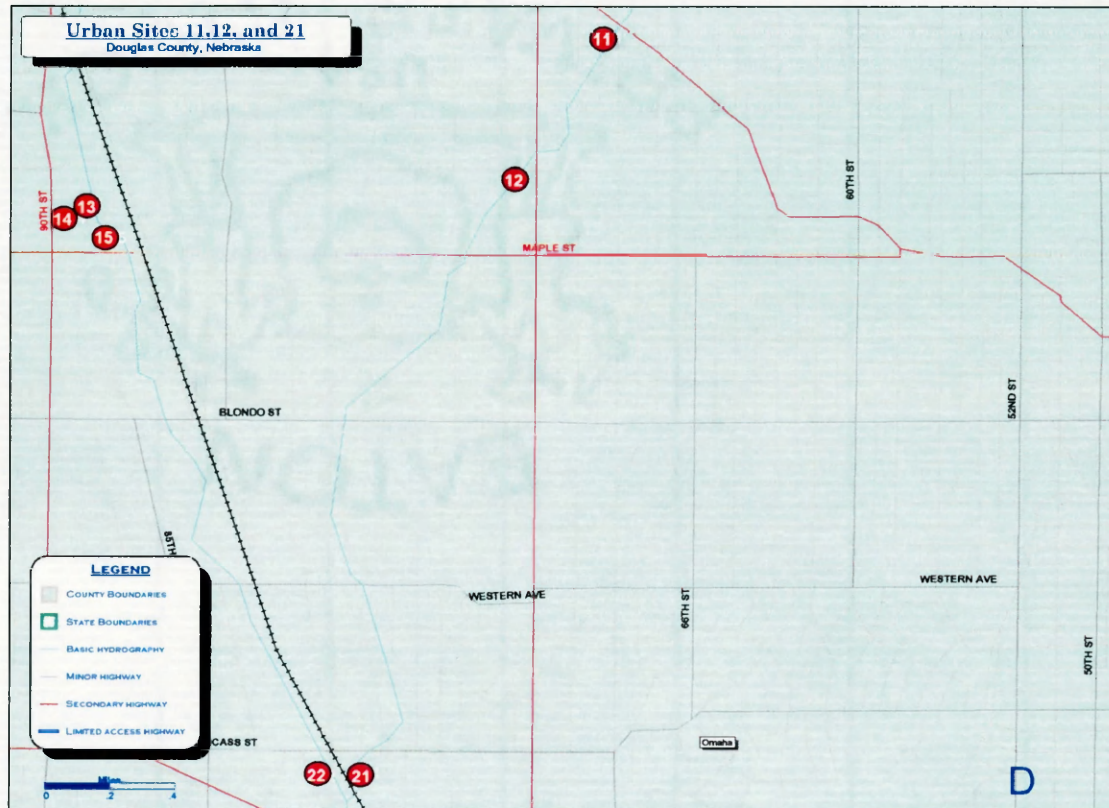 Urban Sites 11,12, and 21
Douglas County, Nebraska
11
12
60TH ST
90TH ST
13
14
15
MAPLE ST
BLONDO ST
52ND ST
85TH
LEGEND
COUNTY BOUNDARIES
STATE BOUNDARIES
BASIC HYDROGRAPHY
MINOR HIGHWAY
SECONDARY HIGHWAY
LIMITED ACCESS HIGHWAY
WESTERN AVE
WESTERN AVE
66TH ST
50TH ST
CASS ST
Omaha
22
21
D
Miles
0 .2 .4